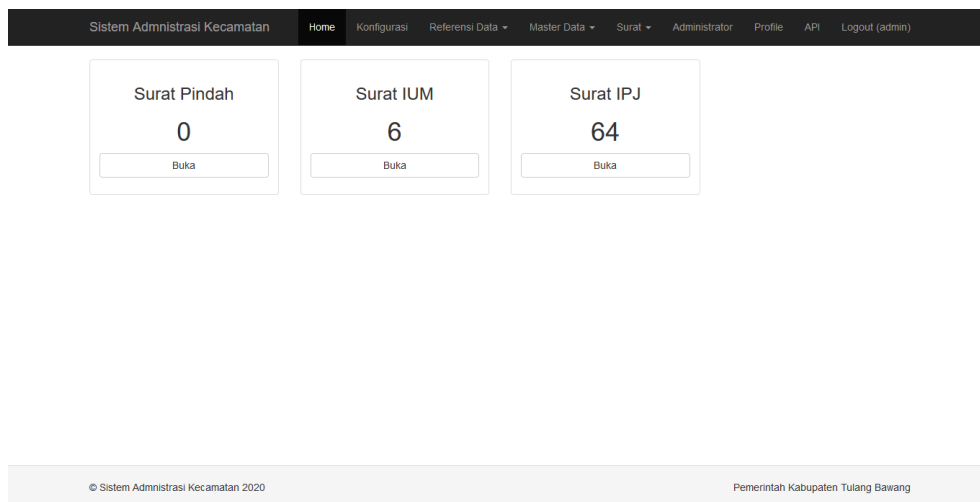 Sistem Admnistrasi Kecamatan Home Konfigurasi Referensi Data Master Data Surat Administrator Profile API Logout (admin)
Surat Pindah Surat IUM Surat IPJ
0 6 64
Buka Buka Buka
© Sistem Admnistrasi Kecamatan 2020 Pemerintah Kabupaten Tulang Bawang